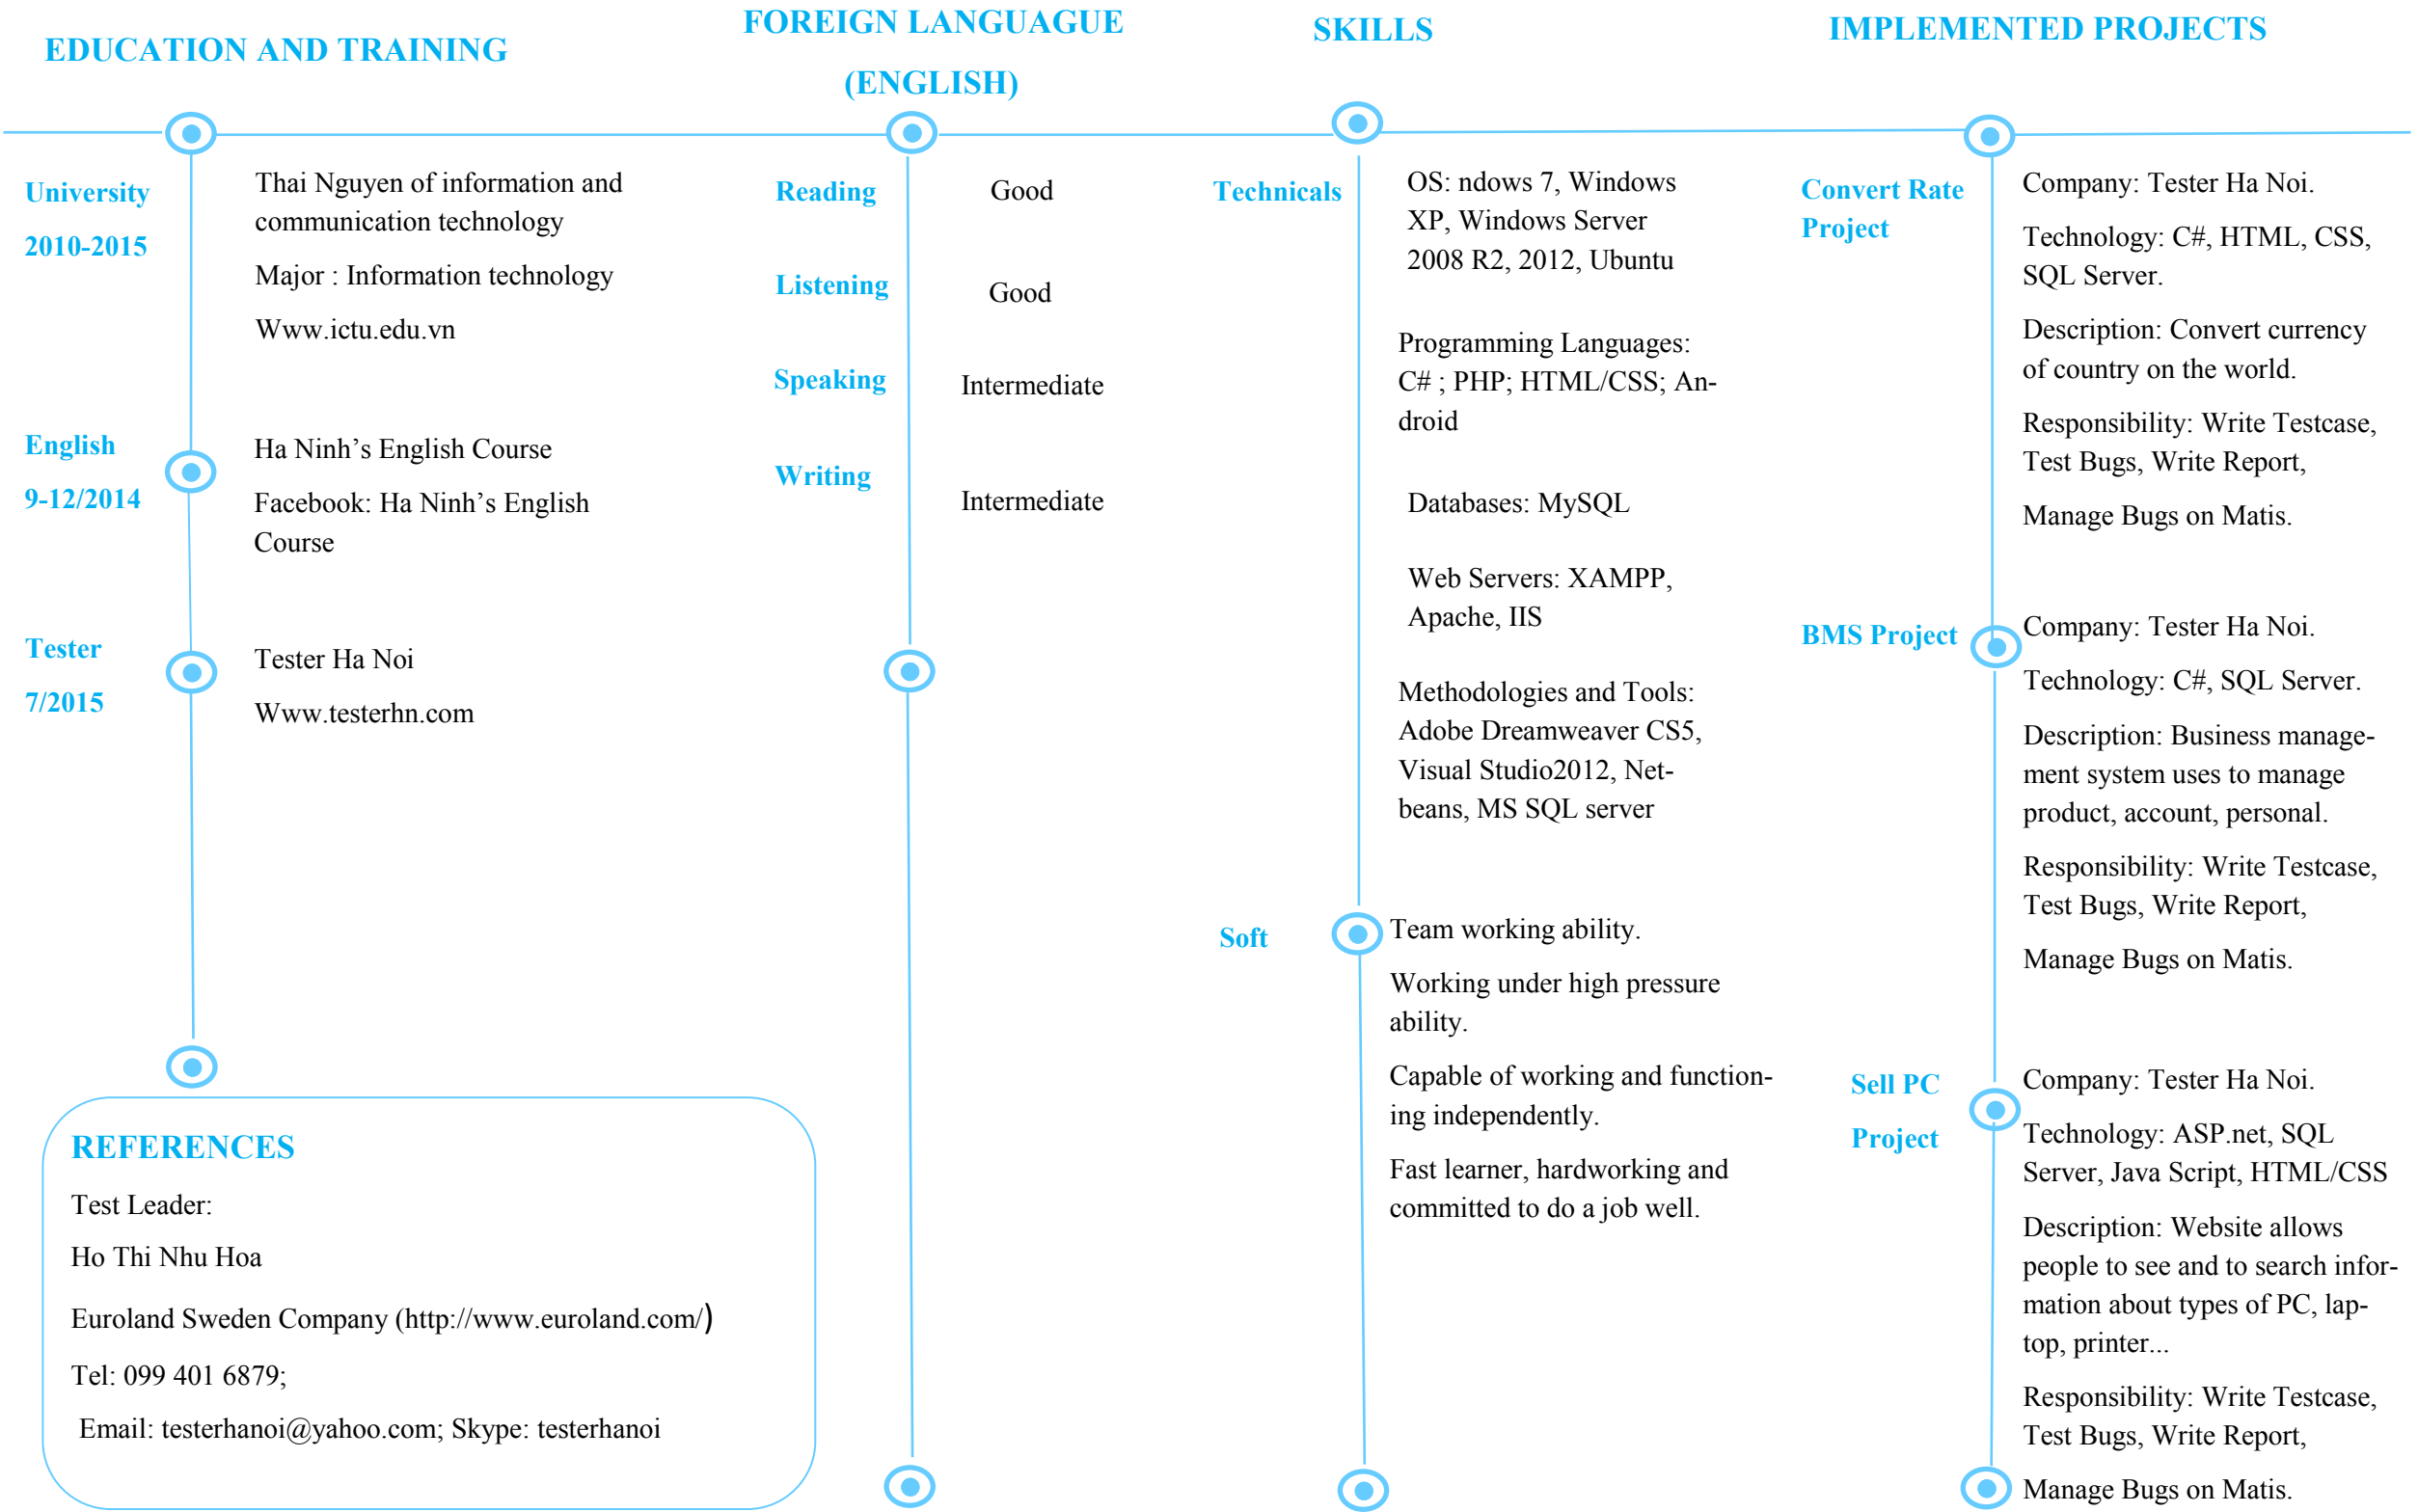 EDUCATION AND TRAINING
University
2010-2015
Thai Nguyen of information and
communication technology
Major : Information technology
Www.ictu.edu.vn
English
9-12/2014
Ha Ninh’s English Course
Facebook: Ha Ninh’s English
Course
Tester
7/2015
Tester Ha Noi
Www.testerhn.com
REFERENCES
Test Leader:
Ho Thi Nhu Hoa
Euroland Sweden Company (http://www.euroland.com/)
Tel: 099 401 6879;
Email: testerhanoi@yahoo.com; Skype: testerhanoi
FOREIGN LANGUAGUE
(ENGLISH)
Reading
Good
Listening
Good
Speaking
Intermediate
Writing
Intermediate
SKILLS
Technicals
OS: ndows 7, Windows
XP, Windows Server
2008 R2, 2012, Ubuntu
Programming Languages:
C# ; PHP; HTML/CSS; An-
droid
Databases: MySQL
Web Servers: XAMPP,
Apache, IIS
Methodologies and Tools:
Adobe Dreamweaver CS5,
Visual Studio2012, Net-
beans, MS SQL server
Soft
Team working ability.
Working under high pressure
ability.
Capable of working and function-
ing independently.
Fast learner, hardworking and
committed to do a job well.
IMPLEMENTED PROJECTS
Convert Rate
Project
Company: Tester Ha Noi.
Technology: C#, HTML, CSS,
SQL Server.
Description: Convert currency
of country on the world.
Responsibility: Write Testcase,
Test Bugs, Write Report,
Manage Bugs on Matis.
BMS Project
Company: Tester Ha Noi.
Technology: C#, SQL Server.
Description: Business manage-
ment system uses to manage
product, account, personal.
Responsibility: Write Testcase,
Test Bugs, Write Report,
Manage Bugs on Matis.
Sell PC
Project
Company: Tester Ha Noi.
Technology: ASP.net, SQL
Server, Java Script, HTML/CSS
Description: Website allows
people to see and to search infor-
mation about types of PC, lap-
top, printer...
Responsibility: Write Testcase,
Test Bugs, Write Report,
Manage Bugs on Matis.